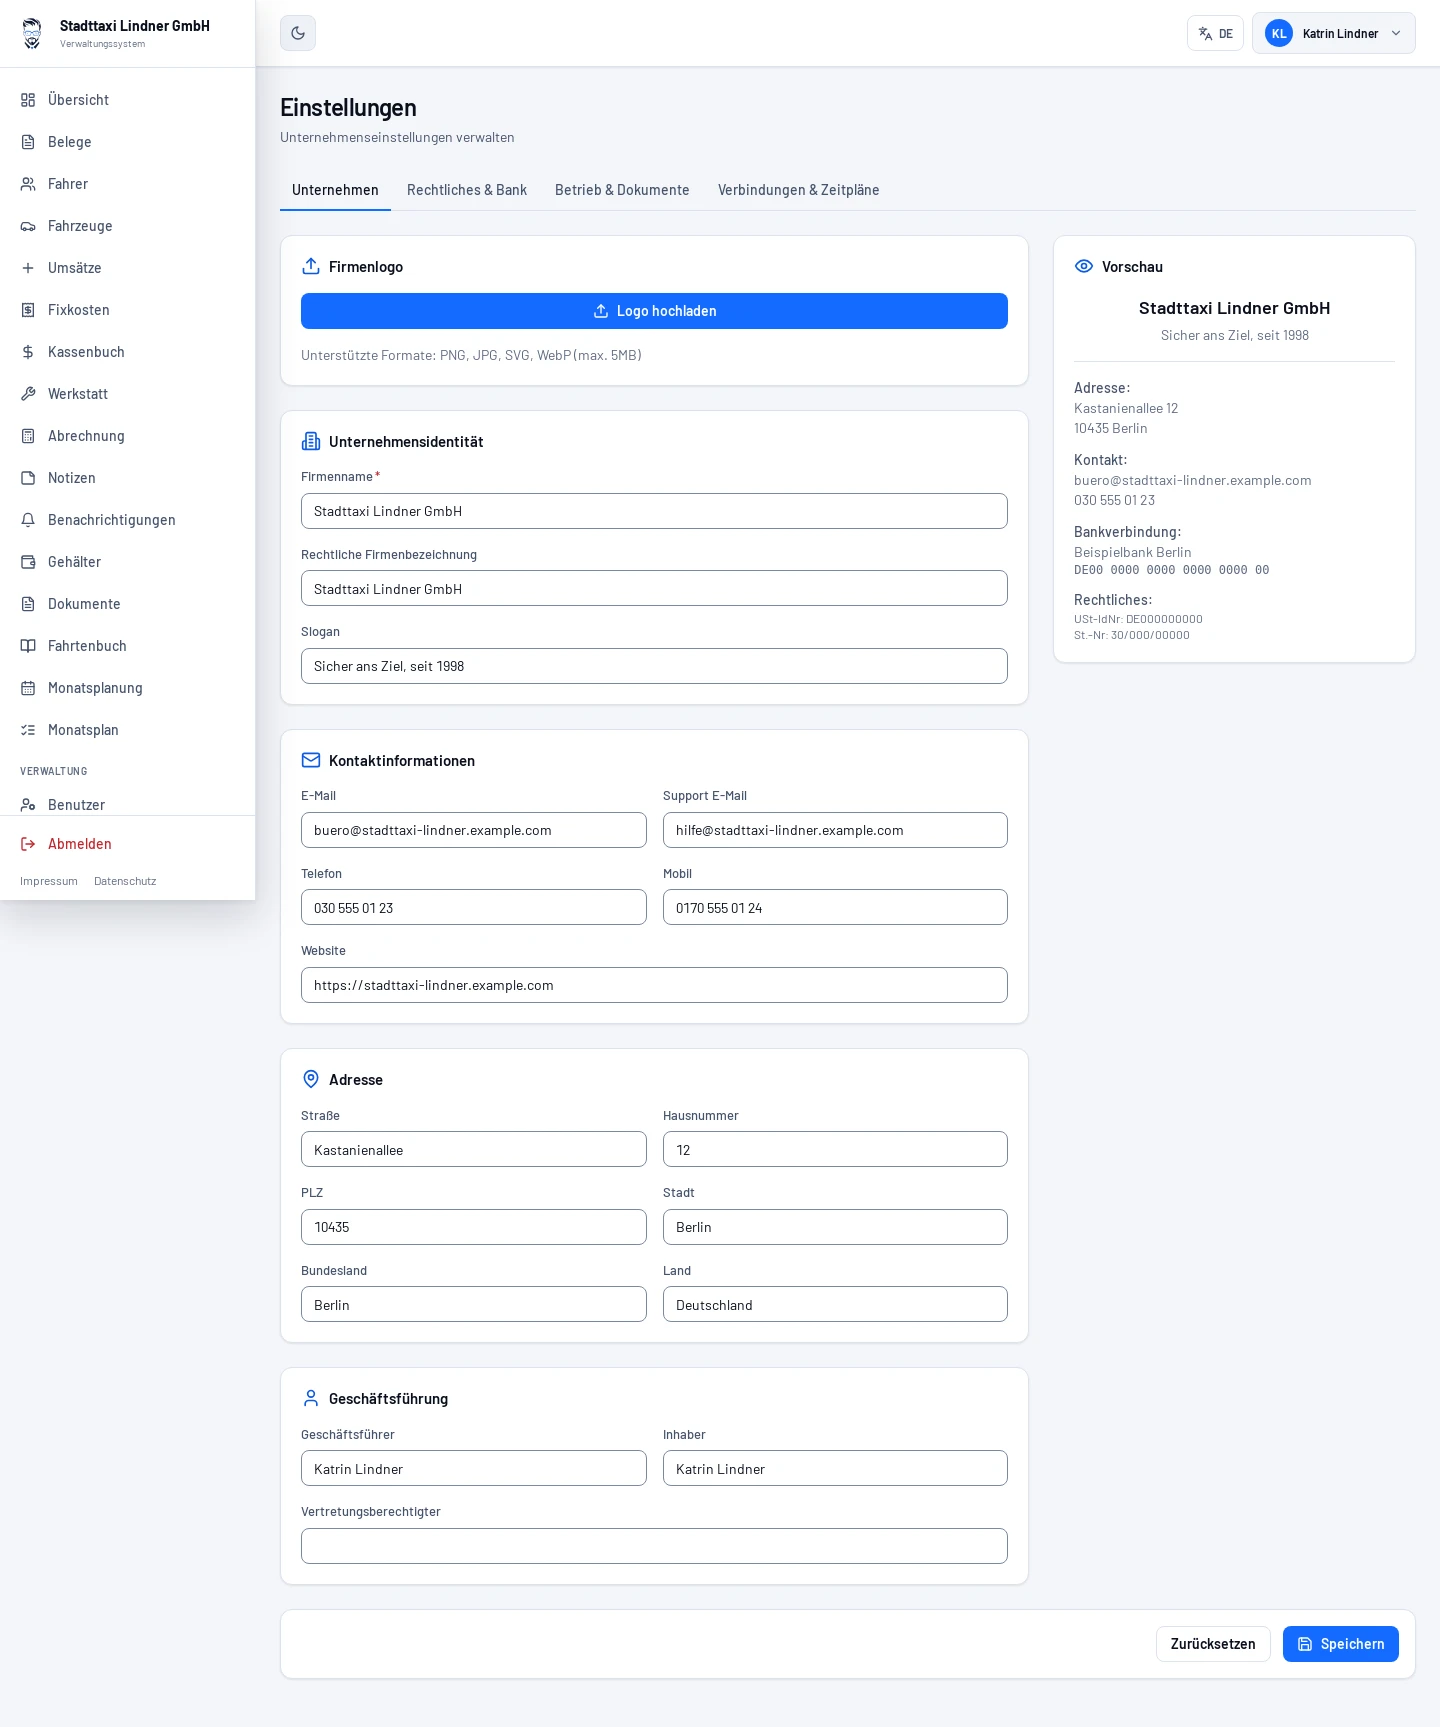 Stadttaxi Lindner GmbH
Verwaltungssystem
Übersicht
Belege
Fahrer
Fahrzeuge
Umsätze
Fixkosten
Kassenbuch
Werkstatt
Abrechnung
Notizen
Benachrichtigungen
Gehälter
Dokumente
Fahrtenbuch
Monatsplanung
Monatsplan
VERWALTUNG
Benutzer
Abmelden
Impressum Datenschutz
DE
KL Katrin Lindner
Einstellungen
Unternehmenseinstellungen verwalten
Unternehmen Rechtliches & Bank Betrieb & Dokumente Verbindungen & Zeitpläne
Firmenlogo
Logo hochladen
Unterstützte Formate: PNG, JPG, SVG, WebP (max. 5MB)
Unternehmensidentität
Firmenname *
Stadttaxi Lindner GmbH
Rechtliche Firmenbezeichnung
Stadttaxi Lindner GmbH
Slogan
Sicher ans Ziel, seit 1998
Kontaktinformationen
E-Mail Support E-Mail
buero@stadttaxi-lindner.example.com hilfe@stadttaxi-lindner.example.com
Telefon Mobil
030 555 01 23 0170 555 01 24
Website
https://stadttaxi-lindner.example.com
Adresse
Straße Hausnummer
Kastanienallee 12
PLZ Stadt
10435 Berlin
Bundesland Land
Berlin Deutschland
Geschäftsführung
Geschäftsführer Inhaber
Katrin Lindner Katrin Lindner
Vertretungsberechtigter
Vorschau
Stadttaxi Lindner GmbH
Sicher ans Ziel, seit 1998
Adresse:
Kastanienallee 12
10435 Berlin
Kontakt:
buero@stadttaxi-lindner.example.com
030 555 01 23
Bankverbindung:
Beispielbank Berlin
DE00 0000 0000 0000 0000 00
Rechtliches:
USt-IdNr: DE000000000
St.-Nr: 30/000/00000
Zurücksetzen Speichern